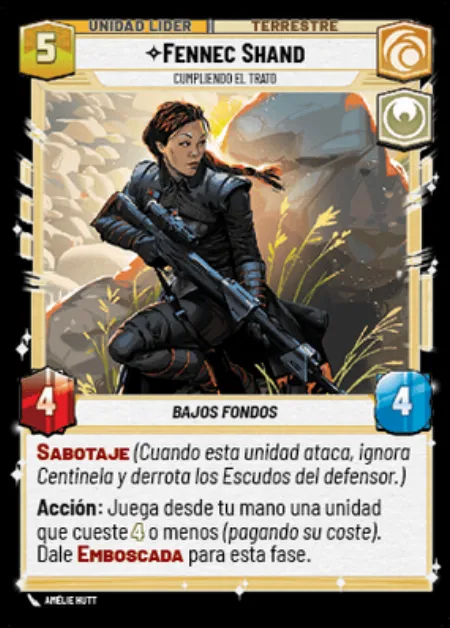 5
UNIDAD LÍDER
TERRESTRE
FENNEC SHAND
CUMPLIENDO EL TRATO
4
BAJOS FONDOS
4
SABOTAJE (Cuando esta unidad ataca, ignora
Centinela y derrota los Escudos del defensor.)
Acción: Juega desde tu mano una unidad
que cueste 4 o menos (pagando su coste).
Dale EMBOSCADA para esta fase.
AMÉLIE HUTT